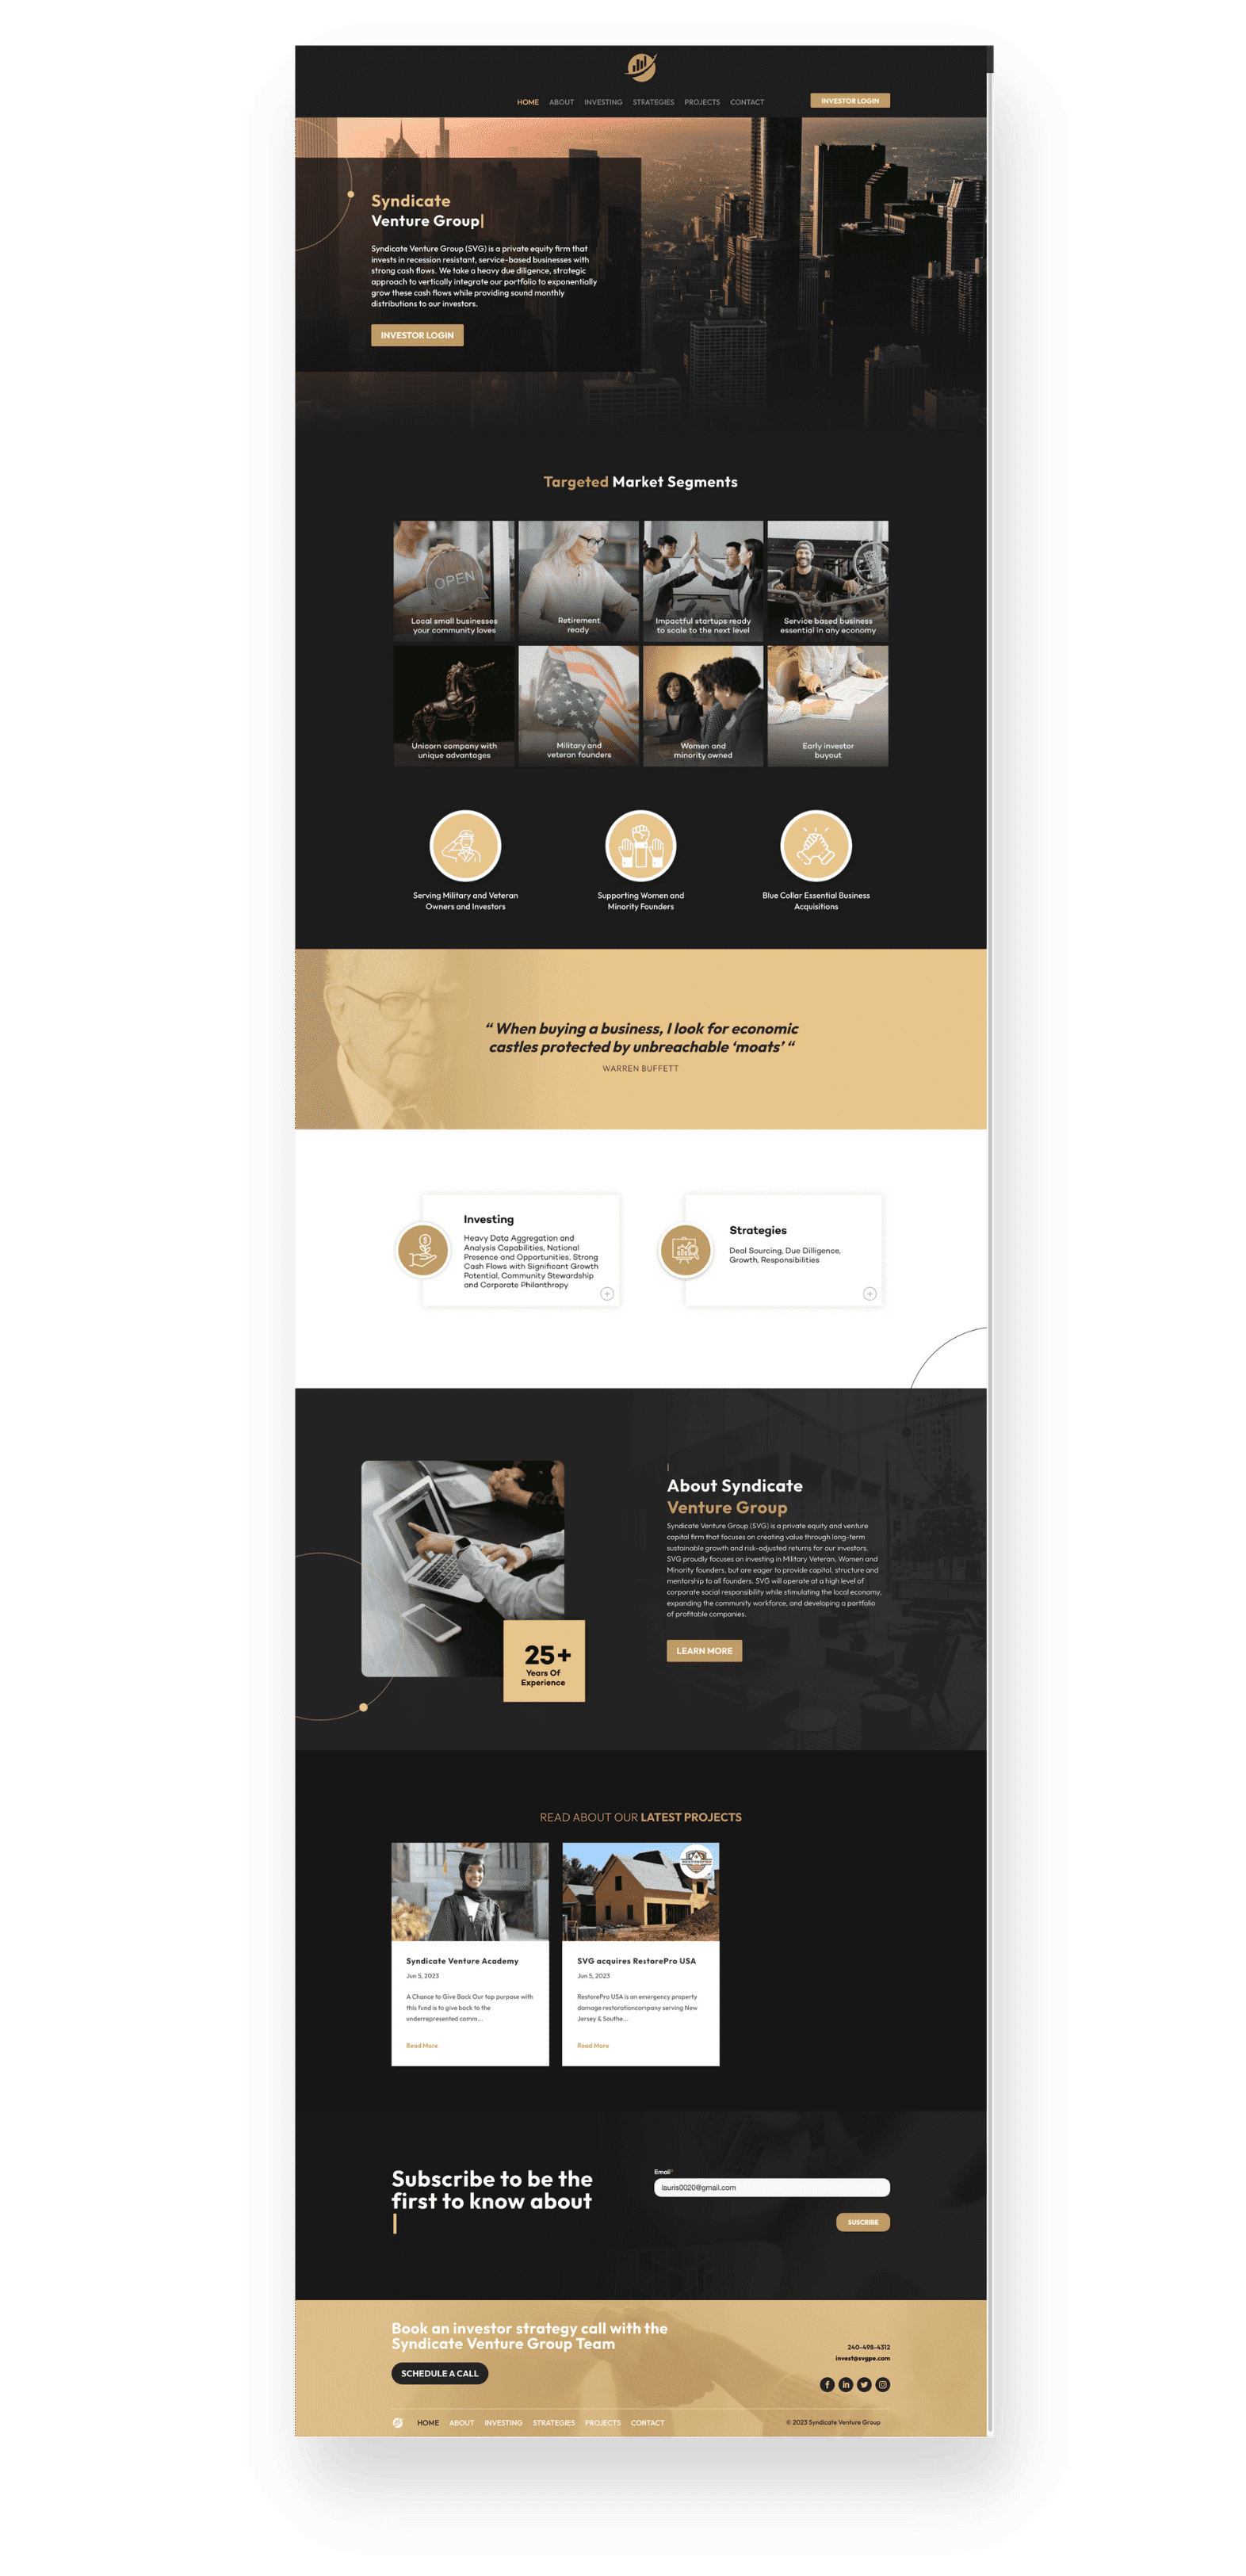 HOME ABOUT INVESTING STRATEGIES PROJECTS CONTACT
INVESTOR LOGIN
Syndicate
Venture Group
Syndicate Venture Group (SVG) is a private equity firm that
invests in recession resistant, service-based businesses with
strong cash flows. We take a heavy due diligence, strategic
approach to vertically integrate our portfolio to exponentially
grow these cash flows while providing sound monthly
distributions to our investors.
INVESTOR LOGIN
Targeted Market Segments
OPEN
Local small businesses
your community loves
Retirement
ready
Impactful startups ready
to scale to the next level
Service based business
essential in any economy
Unicorn company with
unique advantages
Military and
veteran founders
Women and
minority owned
Early investor
buyout
Serving Military and Veteran
Owners and Investors
Supporting Women and
Minority Founders
Blue Collar Essential Business
Acquisitions
“ When buying a business, I look for economic
castles protected by unbreachable ‘moats’ “
WARREN BUFFETT
Investing
Heavy Data Aggregation and
Analysis Capabilities, National
Presence and Opportunities, Strong
Cash Flows with Significant Growth
Potential, Community Stewardship
and Corporate Philanthropy
Strategies
Deal Sourcing, Due Dilligence,
Growth, Responsibilities
About Syndicate
Venture Group
Syndicate Venture Group (SVG) is a private equity and venture
capital firm that focuses on creating value through long-term
sustainable growth and risk-adjusted returns for our investors.
SVG proudly focuses on investing in Military Veteran, Women and
Minority founders, but are eager to provide capital, structure and
mentorship to all founders. SVG will operate at a high level of
corporate social responsibility while stimulating the local economy,
expanding the community workforce, and developing a portfolio
of profitable companies.
LEARN MORE
25+
Years Of
Experience
READ ABOUT OUR LATEST PROJECTS
Syndicate Venture Academy
Jun 5, 2023
A Chance to Give Back Our top purpose with
this fund is to give back to the
underrepresented comm...
Read More
SVG acquires RestorePro USA
Jun 5, 2023
RestorePro USA is an emergency property
damage restorationcompany serving New
Jersey & Southe...
Read More
Subscribe to be the
first to know about
Email*
lauris0020@gmail.com
SUSCRIBE
Book an investor strategy call with the
Syndicate Venture Group Team
SCHEDULE A CALL
240-498-4312
invest@svgpe.com
HOME ABOUT INVESTING STRATEGIES PROJECTS CONTACT
© 2023 Syndicate Venture Group